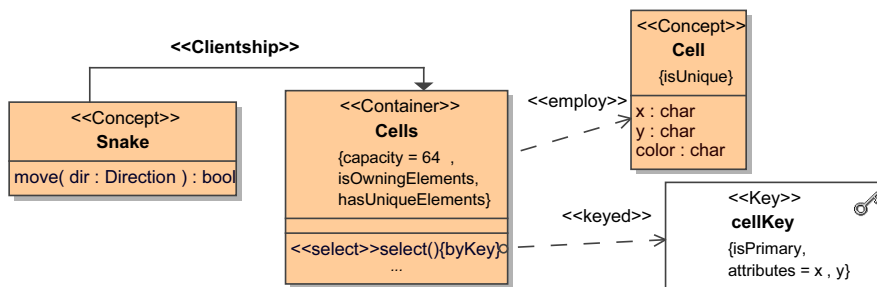 <<Clientship>>
<<Concept>>
Snake
move( dir : Direction ) : bool
<<Container>>
Cells
{capacity = 64 ,
isOwningElements,
hasUniqueElements}
<<select>>select(){byKey}
...
<<employ>>
<<Concept>>
Cell
{isUnique}
x : char
y : char
color : char
<<keyed>>
<<Key>>
cellKey
{isPrimary,
attributes = x , y}